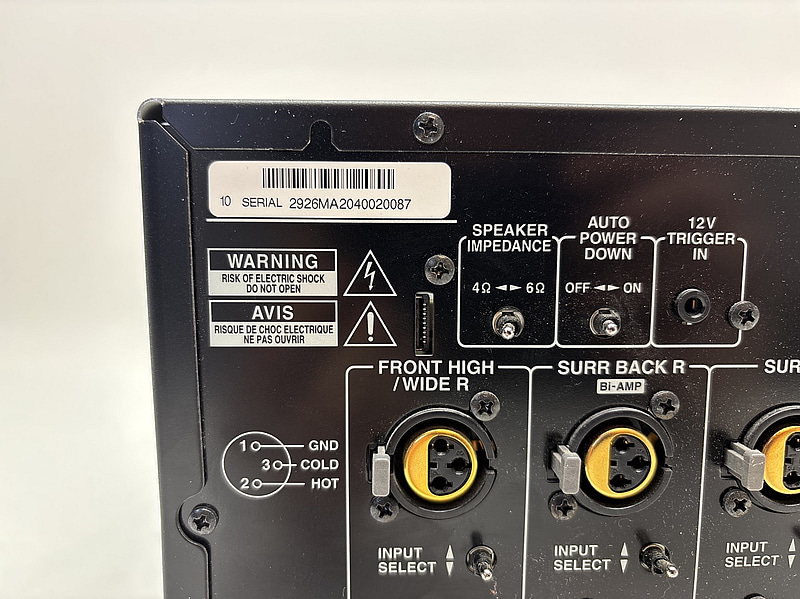 10 SERIAL 2926MA2040020087
WARNING
RISK OF ELECTRIC SHOCK
DO NOT OPEN
AVIS
RISQUE DE CHOC ELECTRIQUE
NE PAS OUVRIR
SPEAKER
IMPEDANCE
4Ω ◄► 6Ω
AUTO
POWER
DOWN
OFF ◄► ON
12V
TRIGGER
IN
FRONT HIGH
/ WIDE R
SURR BACK R
Bi-AMP
SUR
1 GND
3 COLD
2 HOT
INPUT
SELECT
INPUT
SELECT
INPUT
SELECT